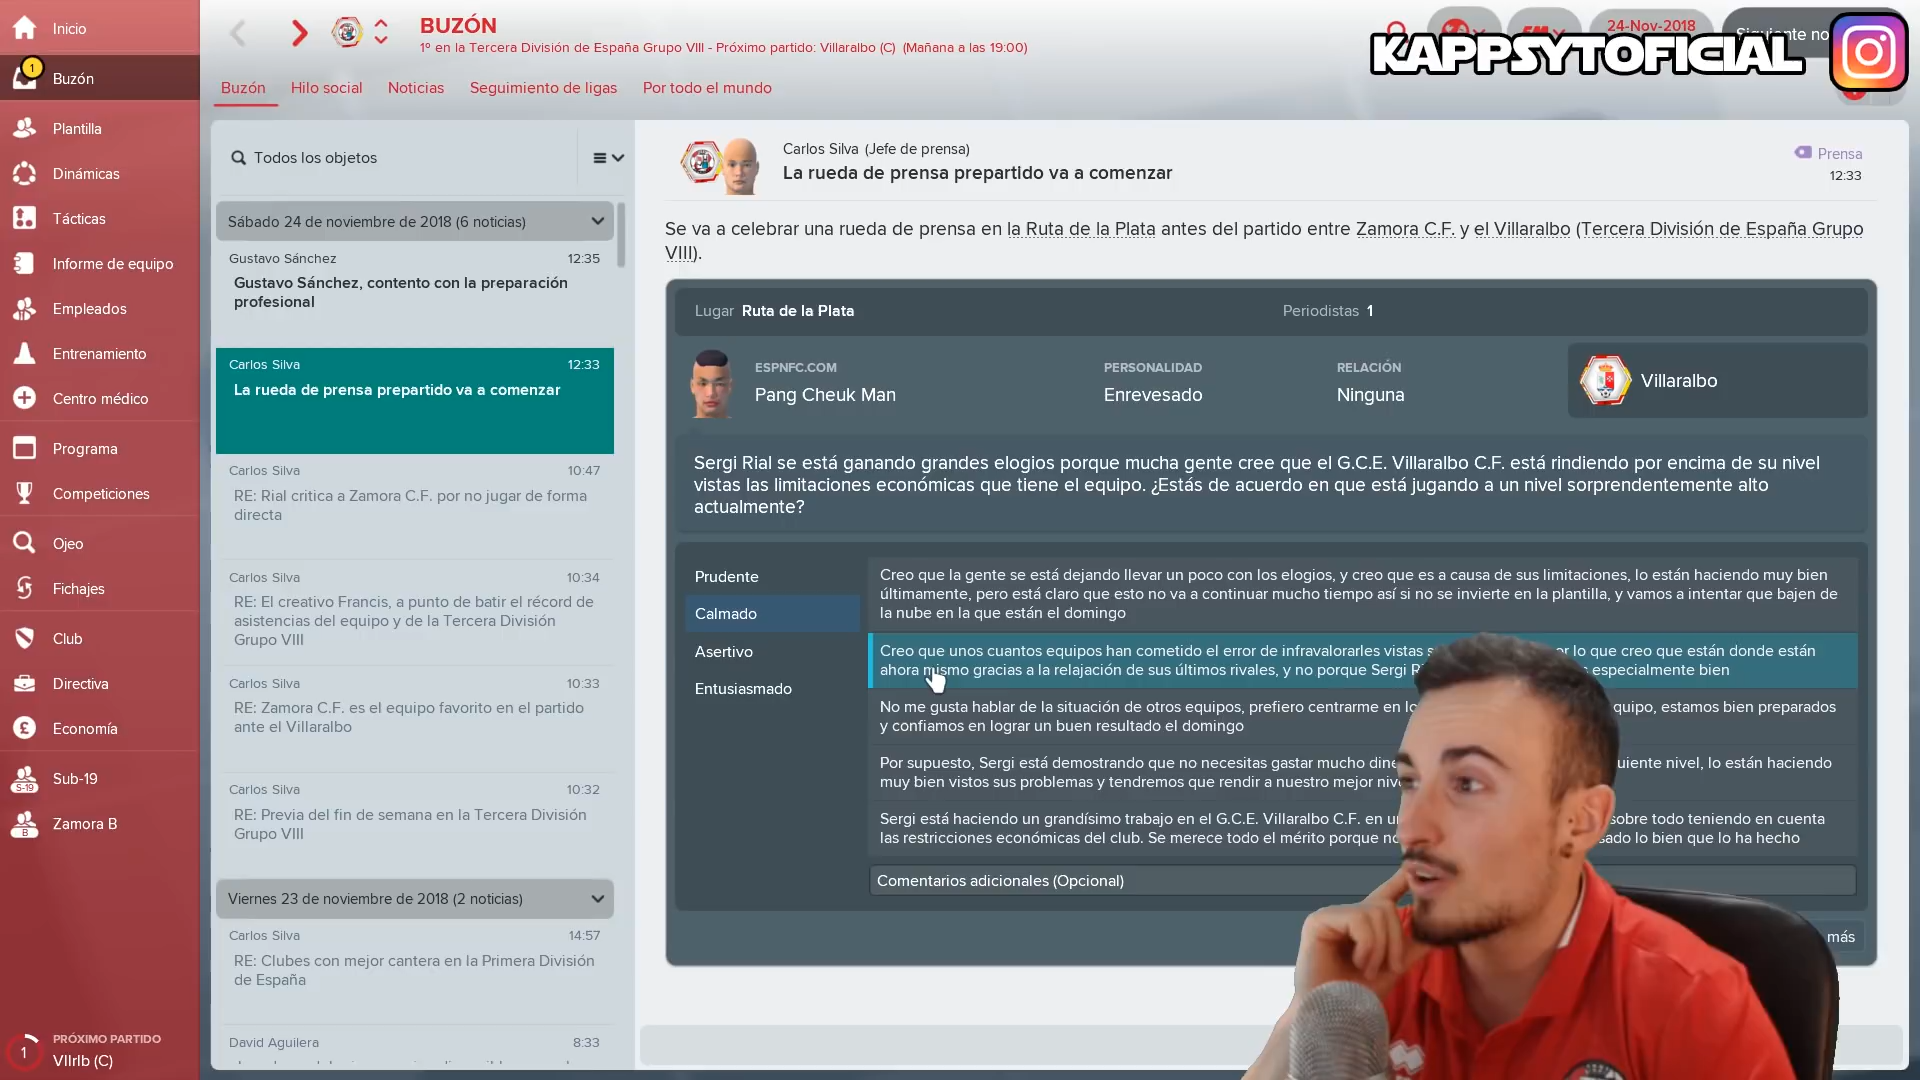 Inicio
1
Buzón
Plantilla
Dinámicas
Tácticas
Informe de equipo
Empleados
Entrenamiento
Centro médico
Programa
Competiciones
Ojeo
Fichajes
Club
Directiva
Economía
Sub-19
Zamora B
PRÓXIMO PARTIDO
1
Vllrlb (C)
BUZÓN
1º en la Tercera División de España Grupo VIII - Próximo partido: Villaralbo (C) (Mañana a las 19:00)
24-Nov-2018
Siguiente no
KAPPSYTOFICIAL
Buzón
Hilo social
Noticias
Seguimiento de ligas
Por todo el mundo
Todos los objetos
Sábado 24 de noviembre de 2018 (6 noticias)
Gustavo Sánchez 12:35
Gustavo Sánchez, contento con la preparación
profesional
Carlos Silva 12:33
La rueda de prensa prepartido va a comenzar
Carlos Silva 10:47
RE: Rial critica a Zamora C.F. por no jugar de forma
directa
Carlos Silva 10:34
RE: El creativo Francis, a punto de batir el récord de
asistencias del equipo y de la Tercera División
Grupo VIII
Carlos Silva 10:33
RE: Zamora C.F. es el equipo favorito en el partido
ante el Villaralbo
Carlos Silva 10:32
RE: Previa del fin de semana en la Tercera División
Grupo VIII
Viernes 23 de noviembre de 2018 (2 noticias)
Carlos Silva 14:57
RE: Clubes con mejor cantera en la Primera División
de España
David Aguilera 8:33
Carlos Silva (Jefe de prensa)
La rueda de prensa prepartido va a comenzar
Prensa
12:33
Se va a celebrar una rueda de prensa en la Ruta de la Plata antes del partido entre Zamora C.F. y el Villaralbo (Tercera División de España Grupo
VIII).
Lugar Ruta de la Plata
Periodistas 1
ESPNFC.COM
Pang Cheuk Man
PERSONALIDAD
Enrevesado
RELACIÓN
Ninguna
Villaralbo
Sergi Rial se está ganando grandes elogios porque mucha gente cree que el G.C.E. Villaralbo C.F. está rindiendo por encima de su nivel
vistas las limitaciones económicas que tiene el equipo. ¿Estás de acuerdo en que está jugando a un nivel sorprendentemente alto
actualmente?
Prudente
Calmado
Asertivo
Entusiasmado
Creo que la gente se está dejando llevar un poco con los elogios, y creo que es a causa de sus limitaciones, lo están haciendo muy bien
últimamente, pero está claro que esto no va a continuar mucho tiempo así si no se invierte en la plantilla, y vamos a intentar que bajen de
la nube en la que están el domingo
Creo que unos cuantos equipos han cometido el error de infravalorarles vistas lo que creo que están donde están
ahora mismo gracias a la relajación de sus últimos rivales, y no porque Sergi especialmente bien
No me gusta hablar de la situación de otros equipos, prefiero centrarme en estamos bien preparados
y confiamos en lograr un buen resultado el domingo
Por supuesto, Sergi está demostrando que no necesitas gastar mucho nivel, lo están haciendo
muy bien vistos sus problemas y tendremos que rendir a nuestro mejor
Sergi está haciendo un grandísimo trabajo en el G.C.E. Villaralbo C.F. en sobre todo teniendo en cuenta
las restricciones económicas del club. Se merece todo el mérito porque lo bien que lo ha hecho
Comentarios adicionales (Opcional)
más